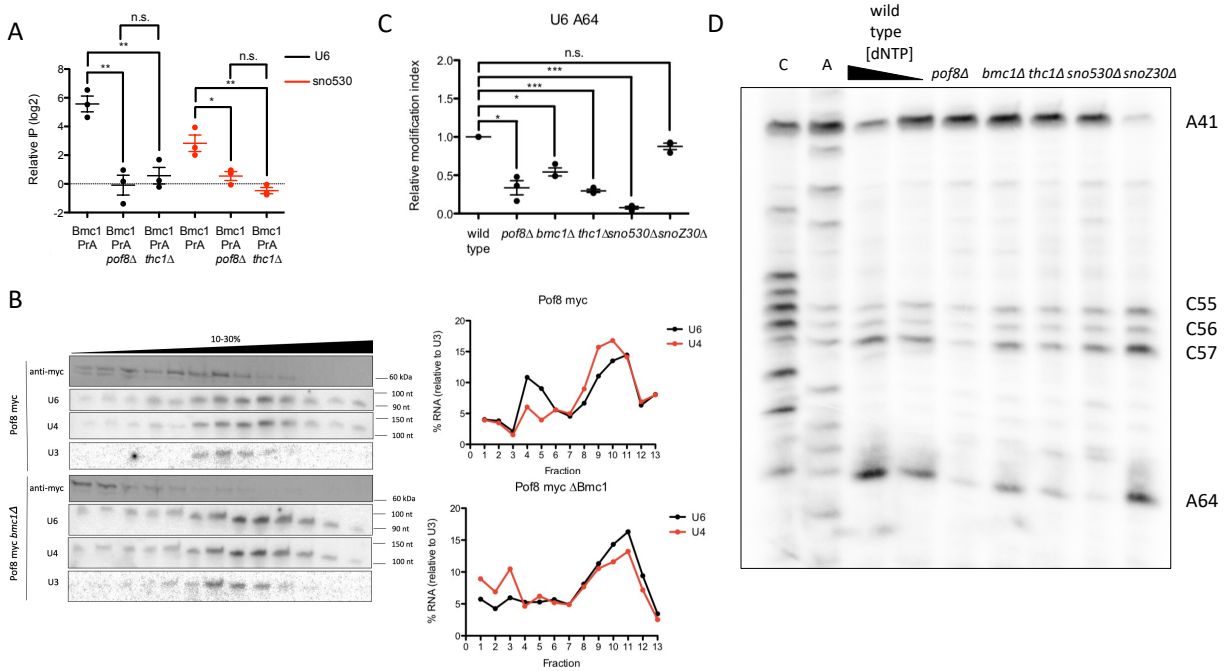 A
n.s.
**
**
n.s.
**
*
U6
sno530
Relative IP (log2)
10
8
6
4
2
0
-2
Bmc1 PrA
Bmc1 PrA pof8Δ
Bmc1 PrA thc1Δ
Bmc1 PrA
Bmc1 PrA pof8Δ
Bmc1 PrA thc1Δ
C
U6 A64
n.s.
***
***
*
*
Relative modification index
2.0
1.5
1.0
0.5
0.0
wild type
pof8Δ
bmc1Δ
thc1Δ
sno530Δ
snoZ30Δ
D
wild type [dNTP]
C
A
pof8Δ
bmc1Δ
thc1Δ
sno530Δ
snoZ30Δ
A41
C55
C56
C57
A64
B
10-30%
Pof8 myc
anti-myc
60 kDa
U6
100 nt
90 nt
U4
150 nt
100 nt
U3
Pof8 myc bmc1Δ
anti-myc
60 kDa
U6
100 nt
90 nt
U4
150 nt
100 nt
U3
Pof8 myc
U6
U4
% RNA (relative to U3)
20
15
10
5
0
0 1 2 3 4 5 6 7 8 9 10 11 12 13
Fraction
Pof8 myc ΔBmc1
U6
U4
% RNA (relative to U3)
20
15
10
5
0
0 1 2 3 4 5 6 7 8 9 10 11 12 13
Fraction